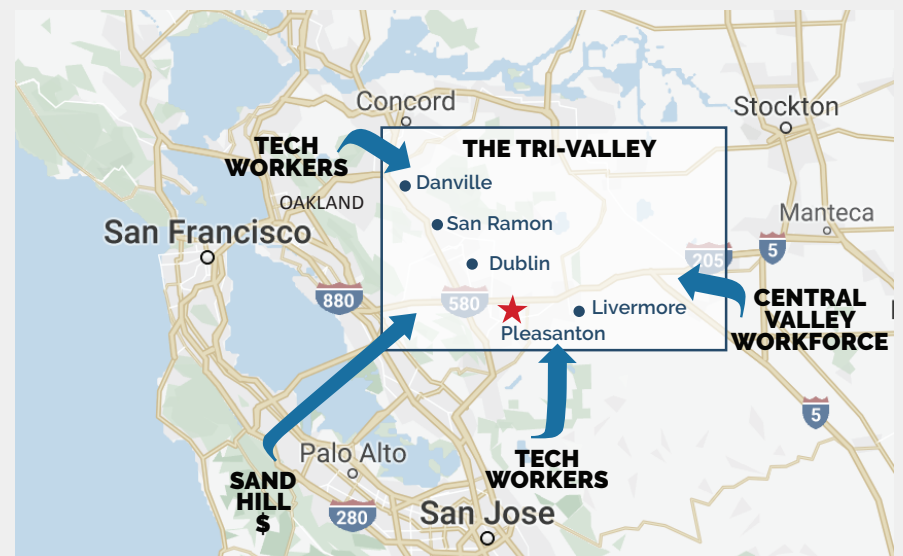 Concord
Stockton
TECH
WORKERS
THE TRI-VALLEY
Danville
OAKLAND
San Ramon
Manteca
San Francisco
Dublin
5
205
880
580
Livermore
Pleasanton
CENTRAL
VALLEY
WORKFORCE
5
Palo Alto
SAND
HILL
$
TECH
WORKERS
280
San Jose